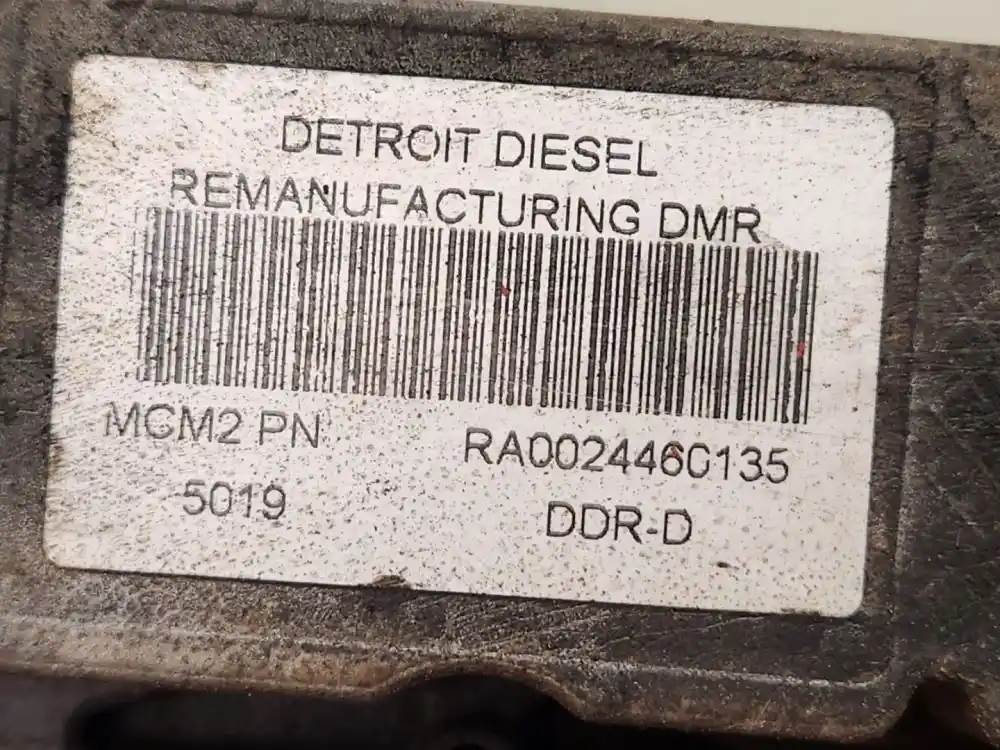 DETROIT DIESEL
REMANUFACTURING DMR
MCM2 PN RA0024460135
5019 DDR-D